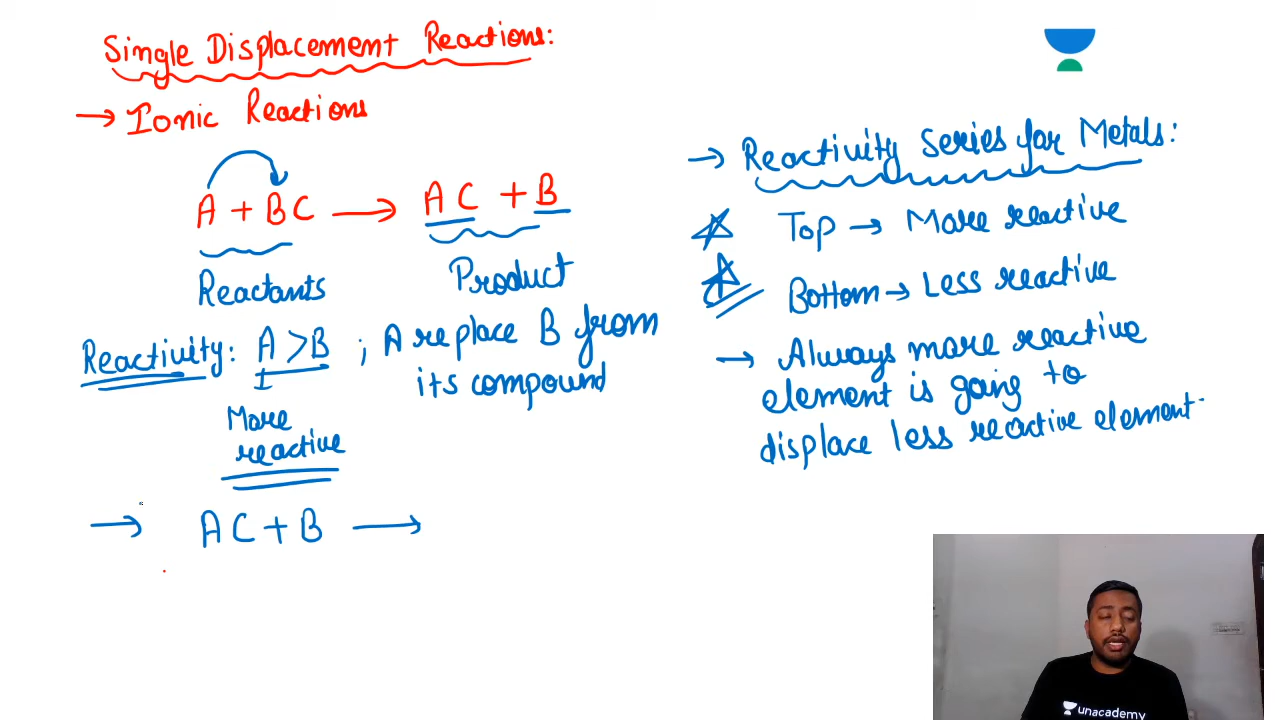 Single Displacement Reactions:
→ Ionic Reactions
A + BC → AC + B
Reactants
Product
Reactivity: A > B ; A replace B from
its compound
More
reactive
→ AC + B →
→ Reactivity Series for Metals:
Top → More reactive
Bottom → Less reactive
→ Always more reactive
element is going to
displace less reactive element.
unacademy